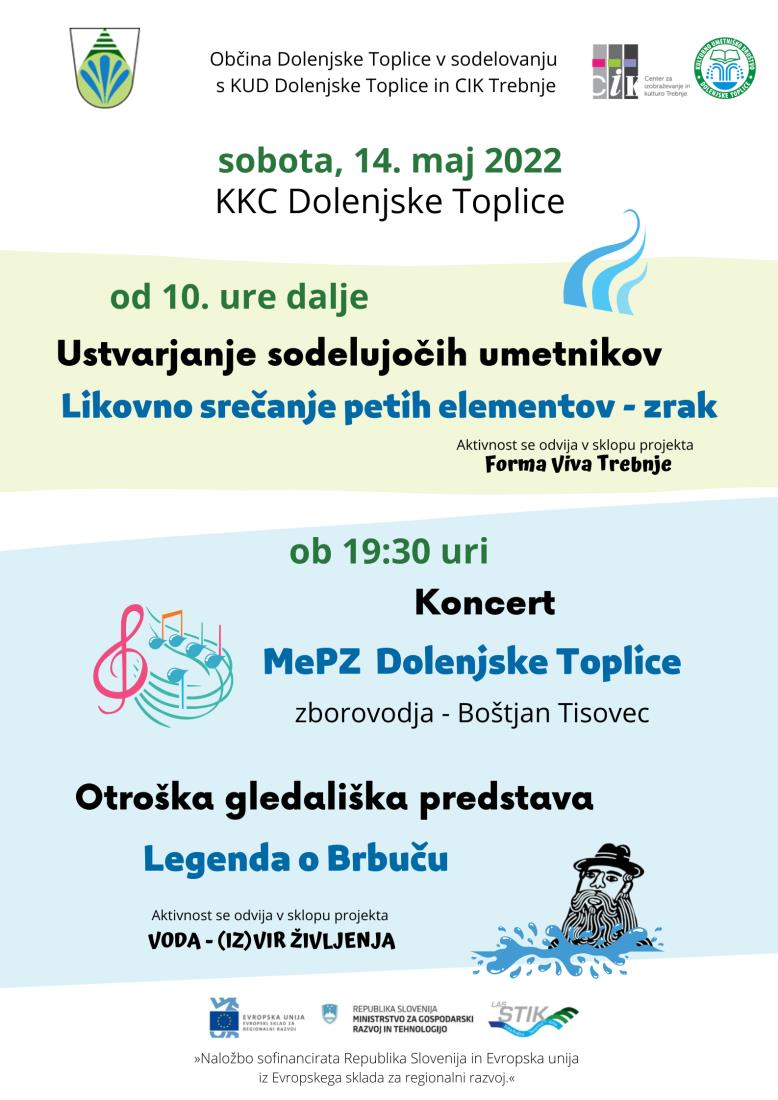 Občina Dolenjske Toplice v sodelovanju
s KUD Dolenjske Toplice in CIK Trebnje
CiK
Center za
izobraževanje in
kulturo Trebnje
KULTURNO UMETNIŠKO DRUŠTVO
DOLENJSKE TOPLICE
sobota, 14. maj 2022
KKC Dolenjske Toplice
od 10. ure dalje
Ustvarjanje sodelujočih umetnikov
Likovno srečanje petih elementov - zrak
Aktivnost se odvija v sklopu projekta
Forma Viva Trebnje
ob 19:30 uri
Koncert
MePZ Dolenjske Toplice
zborovodja - Boštjan Tisovec
Otroška gledališka predstava
Legenda o Brbuču
Aktivnost se odvija v sklopu projekta
VODA - (IZ)VIR ŽIVLJENJA
EVROPSKA UNIJA
EVROPSKI SKLAD ZA
REGIONALNI RAZVOJ
REPUBLIKA SLOVENIJA
MINISTRSTVO ZA GOSPODARSKI
RAZVOJ IN TEHNOLOGIJO
LAS
STIK
»Naložbo sofinancirata Republika Slovenija in Evropska unija
iz Evropskega sklada za regionalni razvoj.«